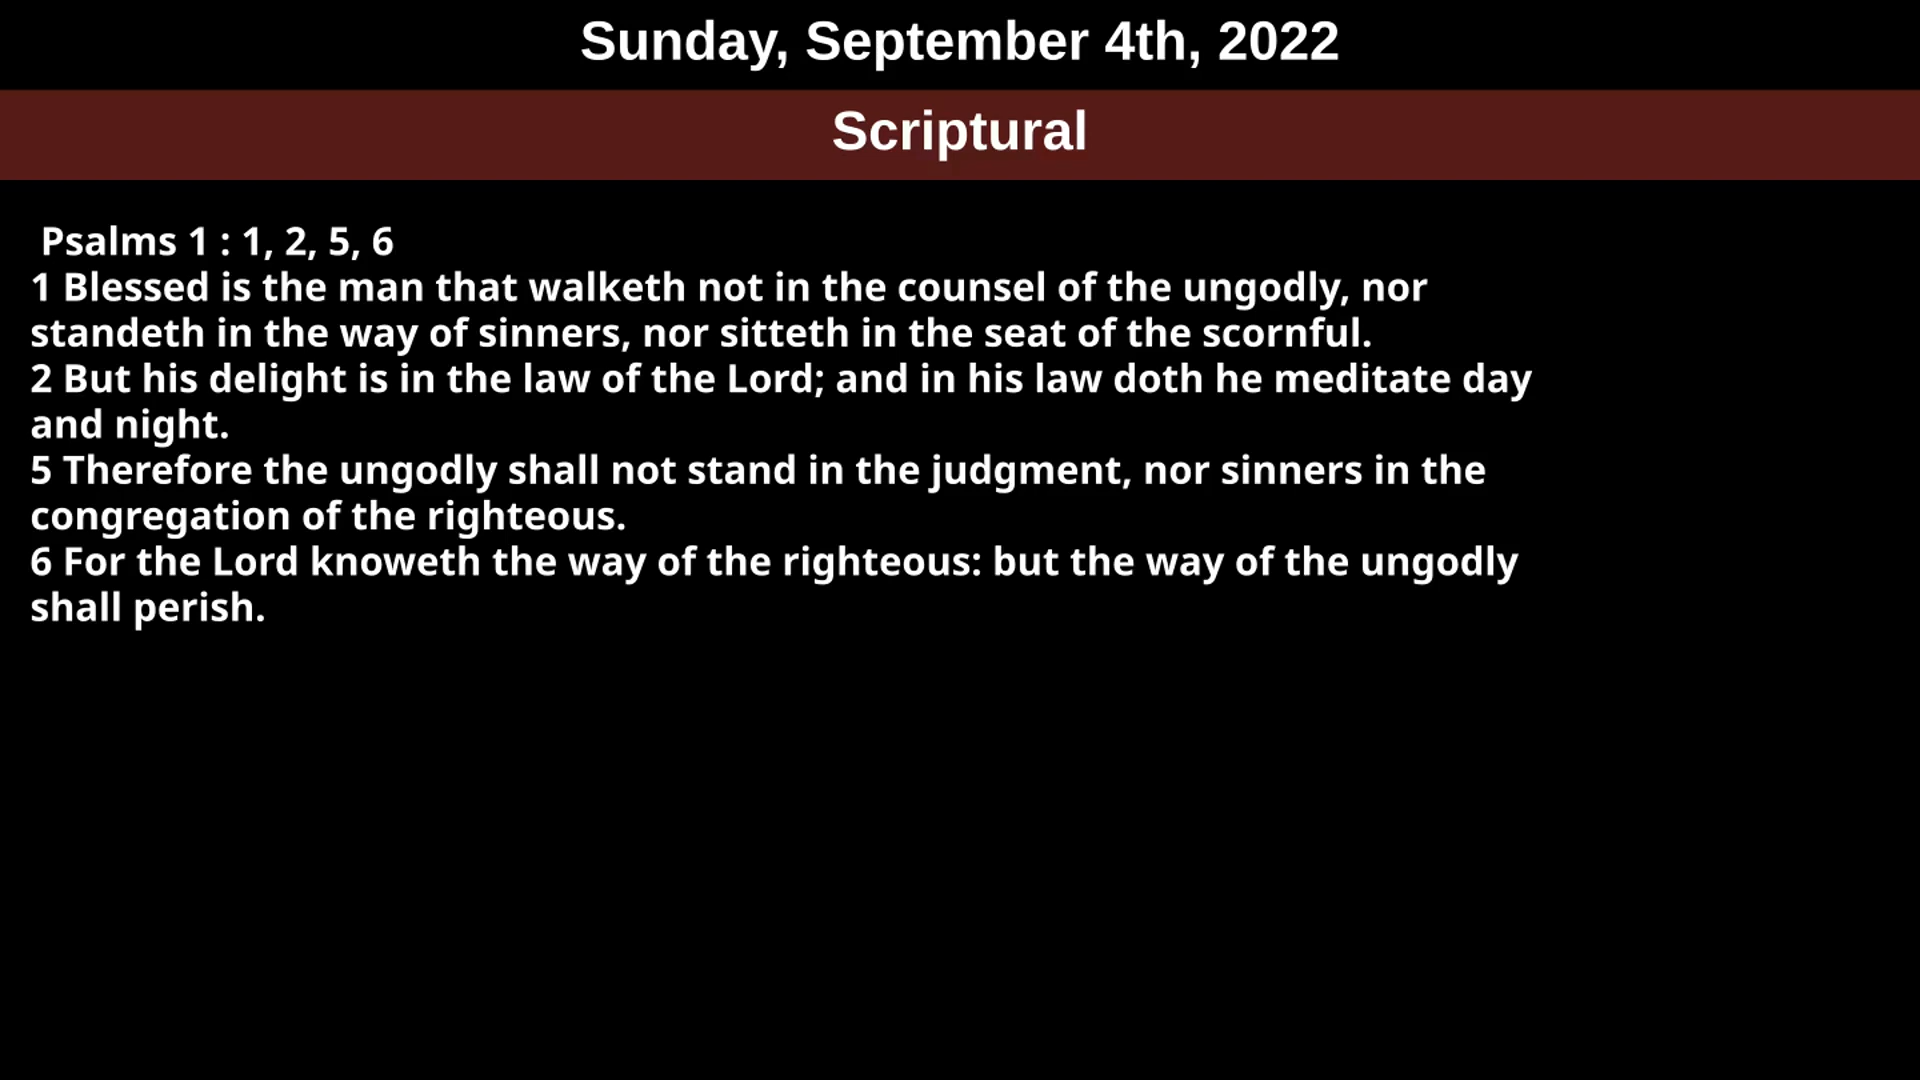 Sunday, September 4th, 2022
Scriptural
Psalms 1 : 1, 2, 5, 6
1 Blessed is the man that walketh not in the counsel of the ungodly, nor
standeth in the way of sinners, nor sitteth in the seat of the scornful.
2 But his delight is in the law of the Lord; and in his law doth he meditate day
and night.
5 Therefore the ungodly shall not stand in the judgment, nor sinners in the
congregation of the righteous.
6 For the Lord knoweth the way of the righteous: but the way of the ungodly
shall perish.